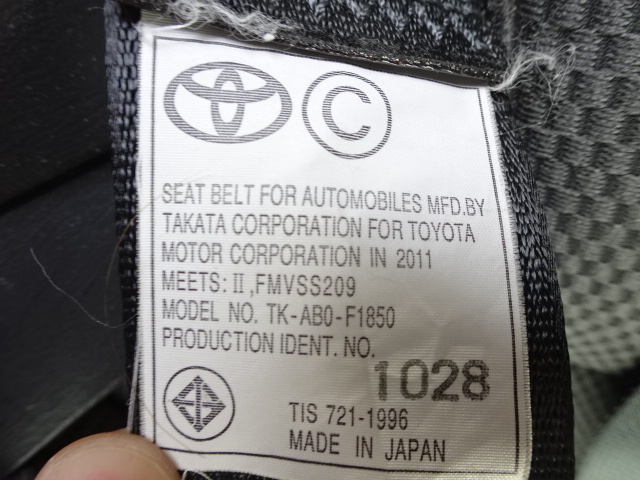 C
SEAT BELT FOR AUTOMOBILES MFD.BY
TAKATA CORPORATION FOR TOYOTA
MOTOR CORPORATION IN 2011
MEETS: II ,FMVSS209
MODEL NO. TK-AB0-F1850
PRODUCTION IDENT. NO.
1028
TIS 721-1996
MADE IN JAPAN